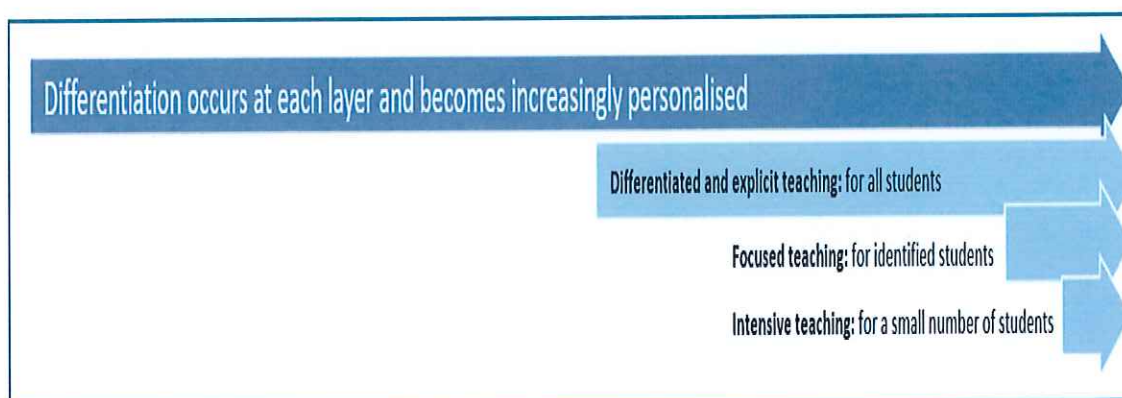 Differentiation occurs at each layer and becomes increasingly personalised
Differentiated and explicit teaching: for all students
Focused teaching: for identified students
Intensive teaching: for a small number of students